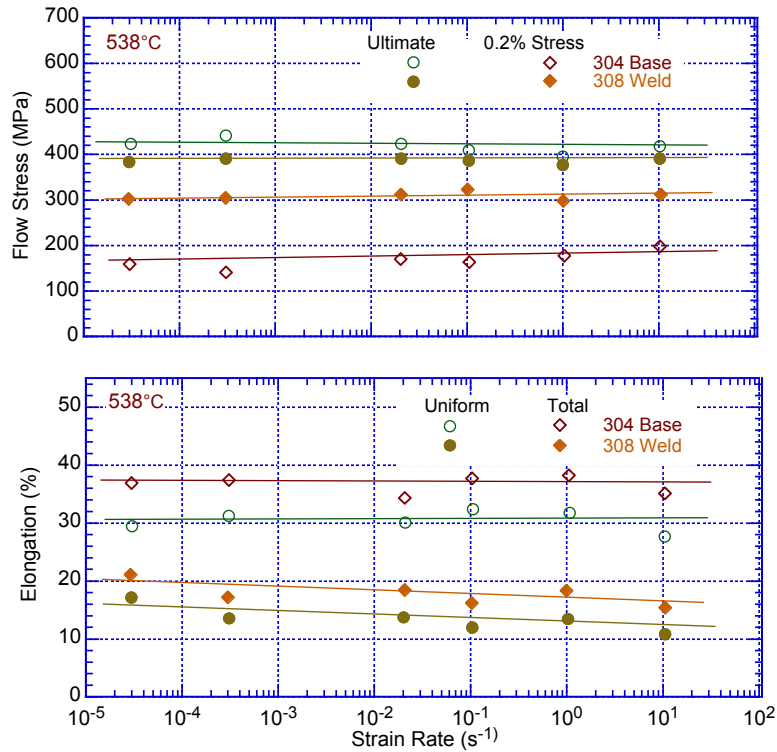 700
600
500
400
300
200
100
0
Flow Stress (MPa)
538°C
Ultimate 0.2% Stress
304 Base
308 Weld
50
40
30
20
10
0
Elongation (%)
538°C
Uniform Total
304 Base
308 Weld
10⁻⁵ 10⁻⁴ 10⁻³ 10⁻² 10⁻¹ 10⁰ 10¹ 10²
Strain Rate (s⁻¹)